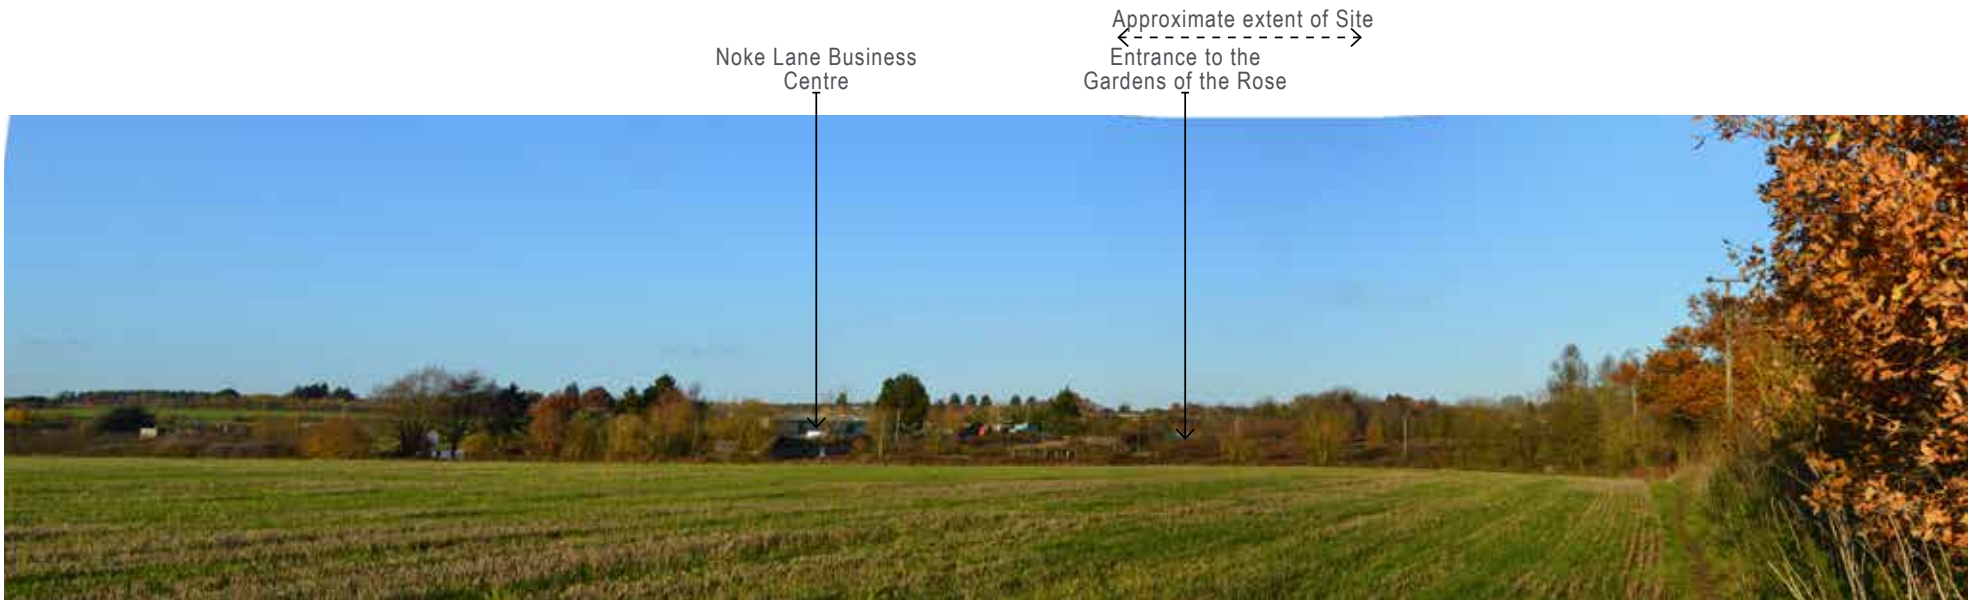 Approximate extent of Site
Noke Lane Business
Centre
Entrance to the
Gardens of the Rose